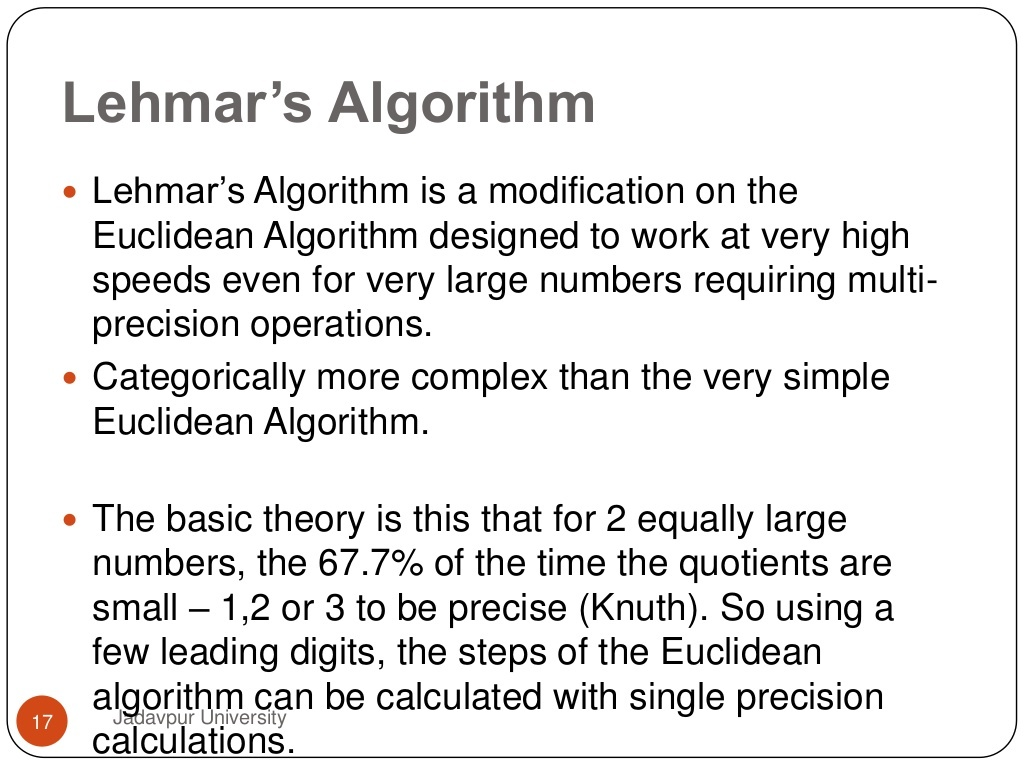 Lehmar’s Algorithm
• Lehmar’s Algorithm is a modification on the
Euclidean Algorithm designed to work at very high
speeds even for very large numbers requiring multi-
precision operations.
• Categorically more complex than the very simple
Euclidean Algorithm.
• The basic theory is this that for 2 equally large
numbers, the 67.7% of the time the quotients are
small – 1,2 or 3 to be precise (Knuth). So using a
few leading digits, the steps of the Euclidean
algorithm can be calculated with single precision
calculations.
17
Jadavpur University